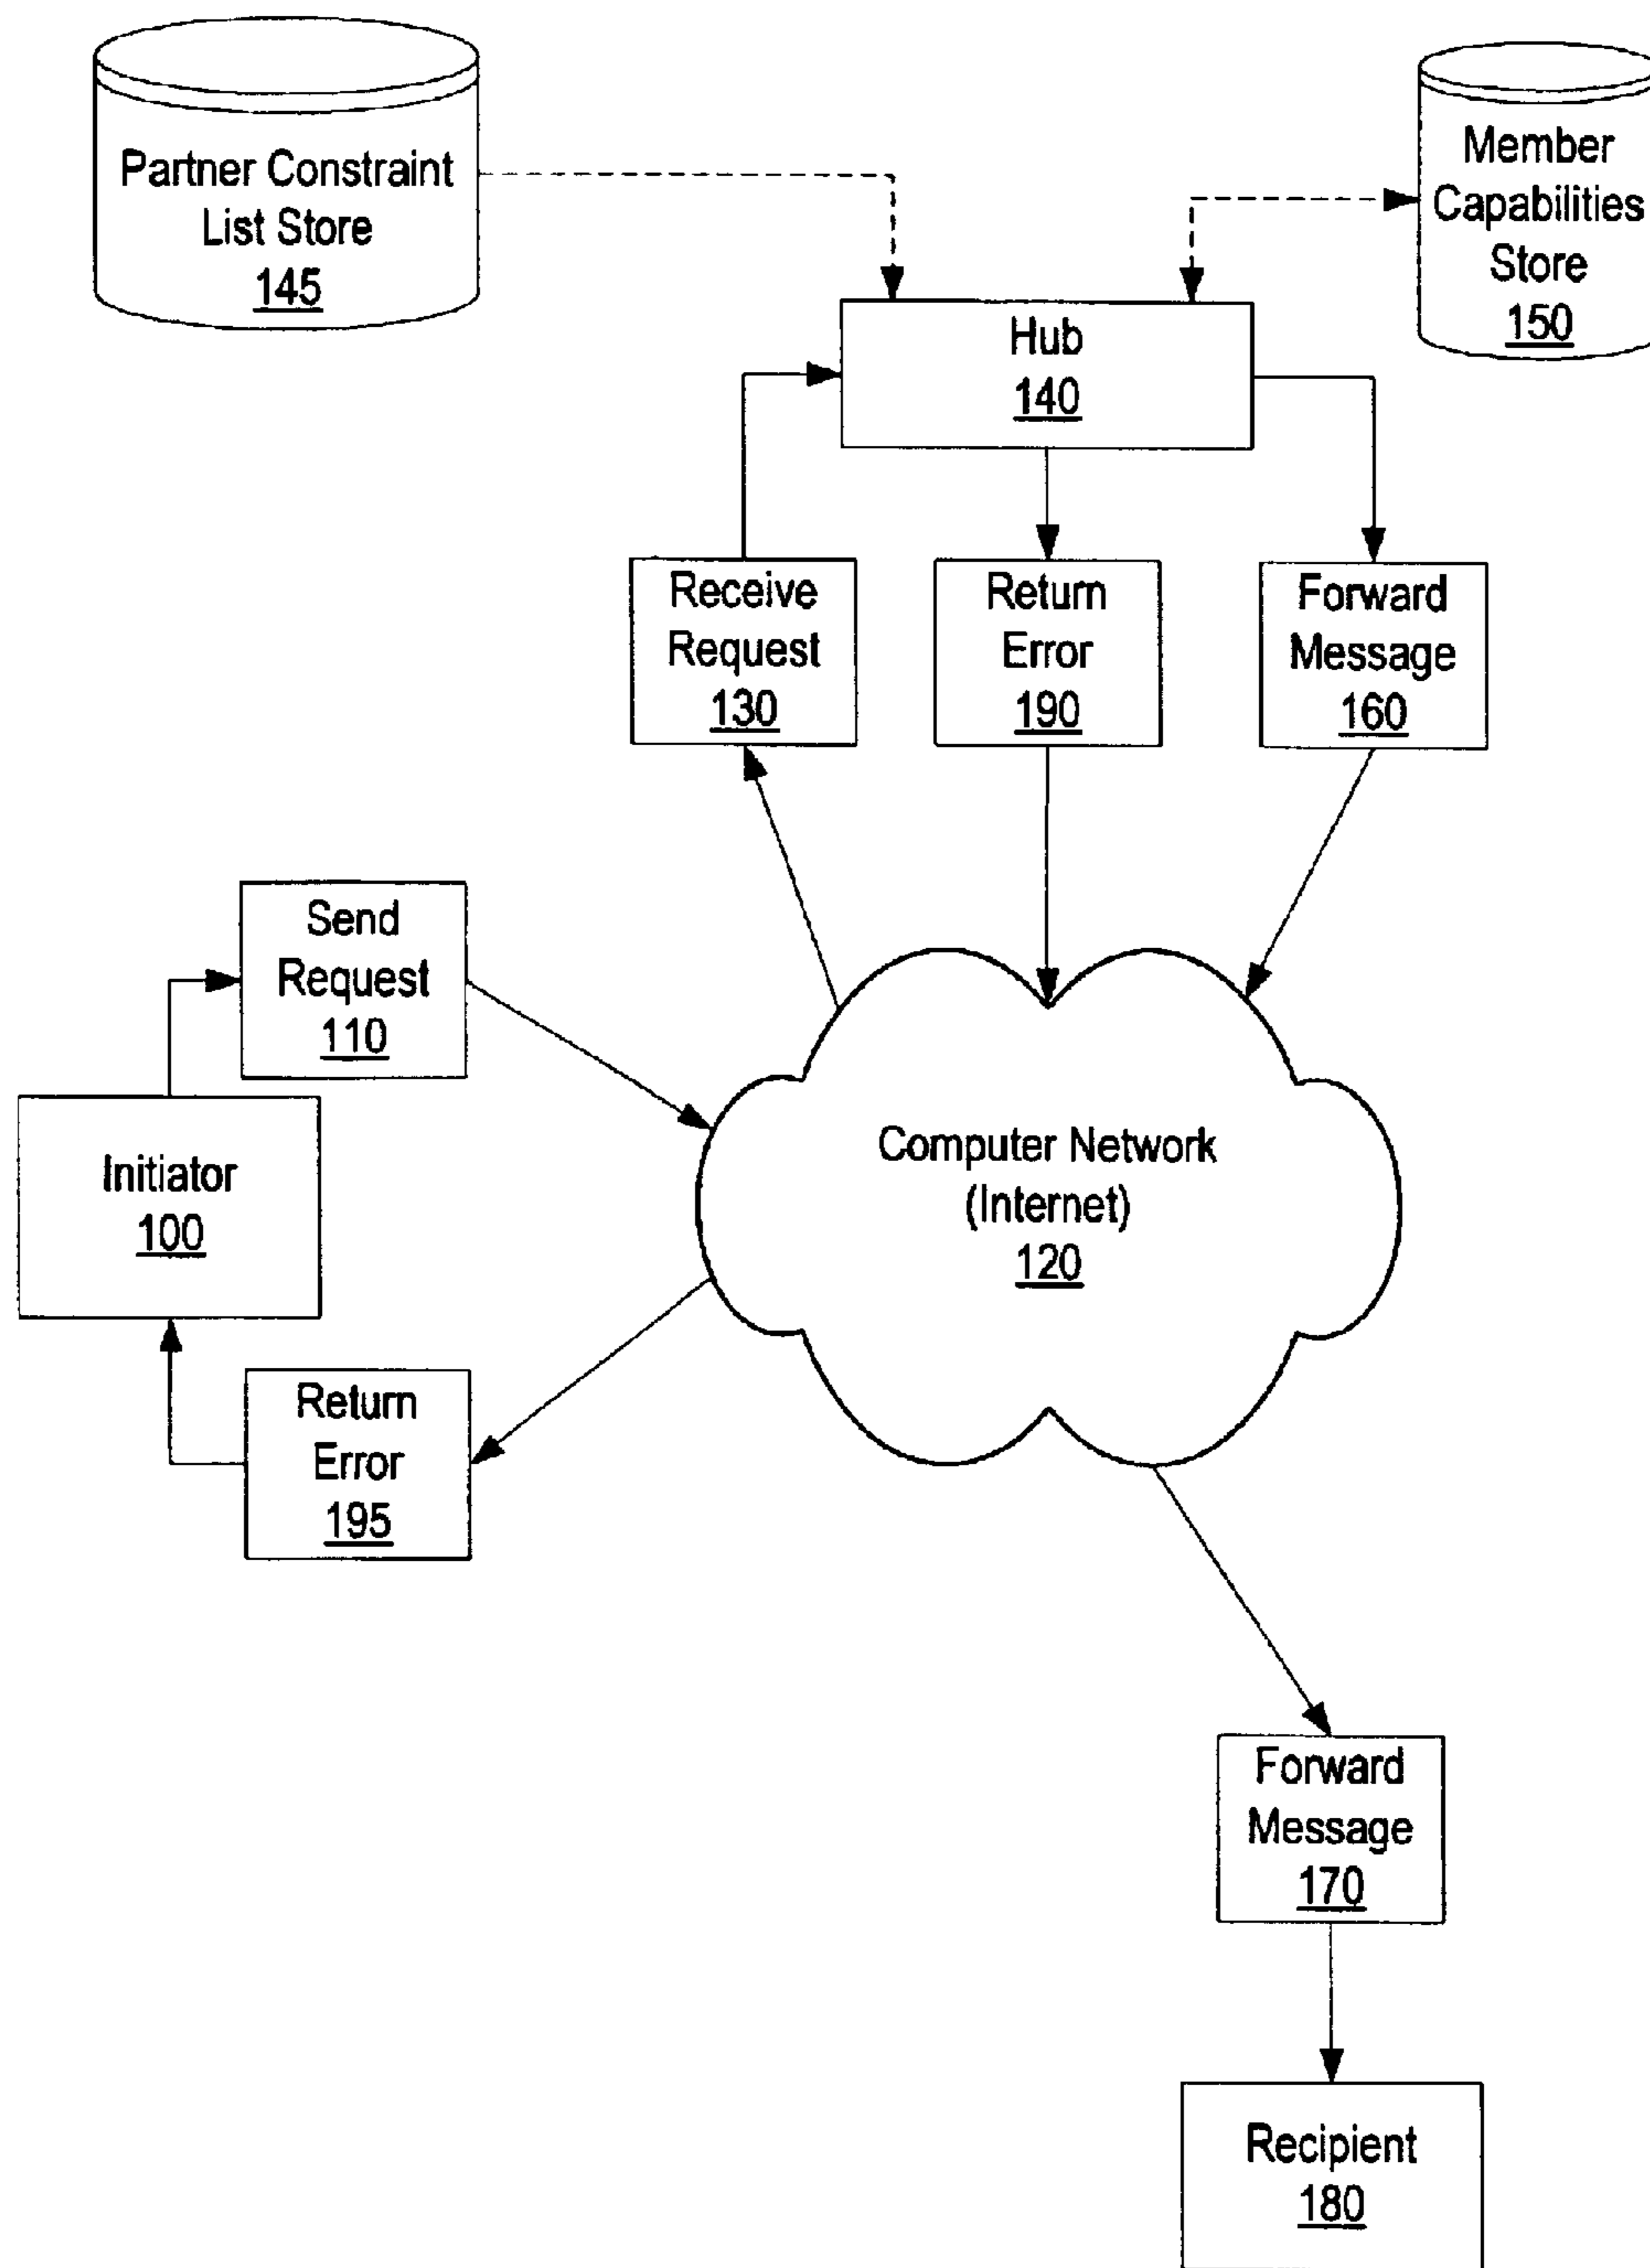 Partner Constraint
List Store
145
Member
Capabilities
Store
150
Hub
140
Receive
Request
130
Return
Error
190
Forward
Message
160
Send
Request
110
Initiator
100
Computer Network
(Internet)
120
Return
Error
195
Forward
Message
170
Recipient
180